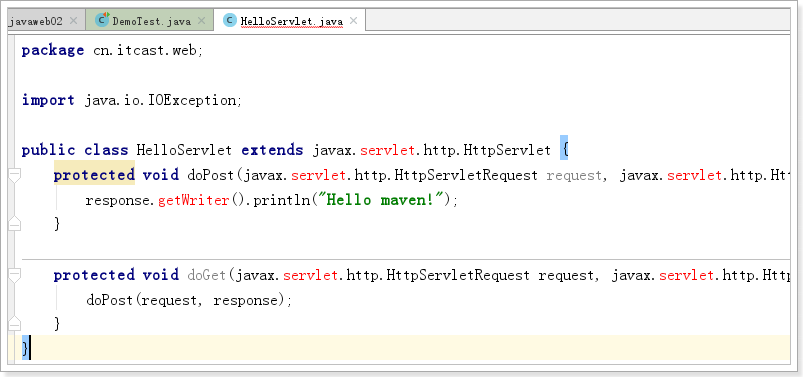 javaweb02 DemoTest.java HelloServlet.java
package cn.itcast.web;
import java.io.IOException;
public class HelloServlet extends javax.servlet.http.HttpServlet {
protected void doPost(javax.servlet.http.HttpServletRequest request, javax.servlet.http.Ht
response.getWriter().println("Hello maven!");
}
protected void doGet(javax.servlet.http.HttpServletRequest request, javax.servlet.http.Ht
doPost(request, response);
}
}